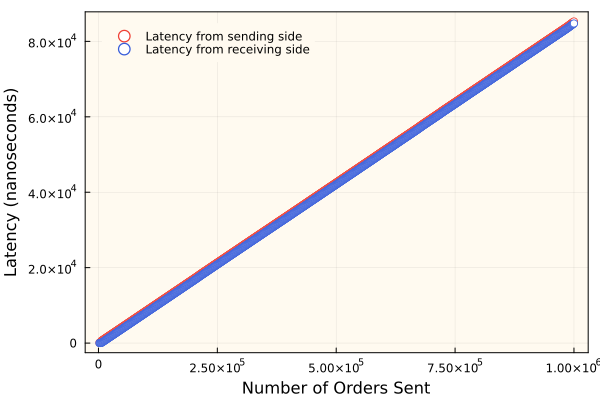 Latency from sending side
Latency from receiving side
Latency (nanoseconds)
8.0×10⁴
6.0×10⁴
4.0×10⁴
2.0×10⁴
0
0 2.50×10⁵ 5.00×10⁵ 7.50×10⁵ 1.00×10⁶
Number of Orders Sent